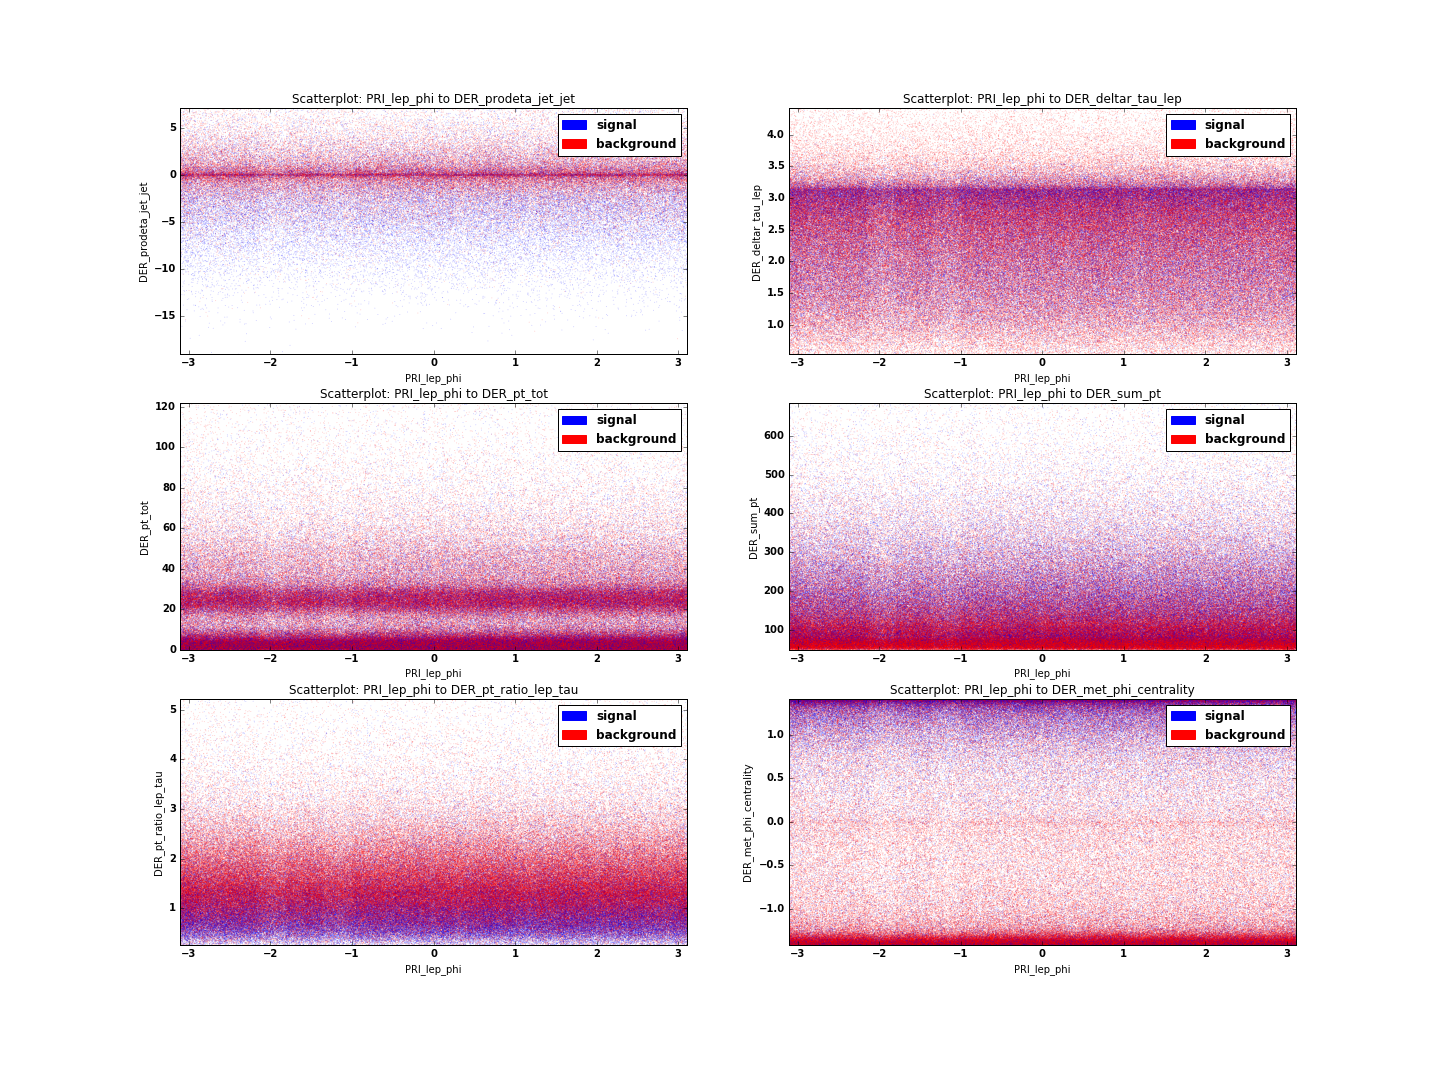 Scatterplot: PRI_lep_phi to DER_prodeta_jet_jet
signal
background
5
0
−5
−10
−15
DER_prodeta_jet_jet
−3 −2 −1 0 1 2 3
PRI_lep_phi
Scatterplot: PRI_lep_phi to DER_deltar_tau_lep
signal
background
4.0
3.5
3.0
2.5
2.0
1.5
1.0
DER_deltar_tau_lep
−3 −2 −1 0 1 2 3
PRI_lep_phi
Scatterplot: PRI_lep_phi to DER_pt_tot
signal
background
120
100
80
60
40
20
0
DER_pt_tot
−3 −2 −1 0 1 2 3
PRI_lep_phi
Scatterplot: PRI_lep_phi to DER_sum_pt
signal
background
600
500
400
300
200
100
DER_sum_pt
−3 −2 −1 0 1 2 3
PRI_lep_phi
Scatterplot: PRI_lep_phi to DER_pt_ratio_lep_tau
signal
background
5
4
3
2
1
DER_pt_ratio_lep_tau
−3 −2 −1 0 1 2 3
PRI_lep_phi
Scatterplot: PRI_lep_phi to DER_met_phi_centrality
signal
background
1.0
0.5
0.0
−0.5
−1.0
DER_met_phi_centrality
−3 −2 −1 0 1 2 3
PRI_lep_phi